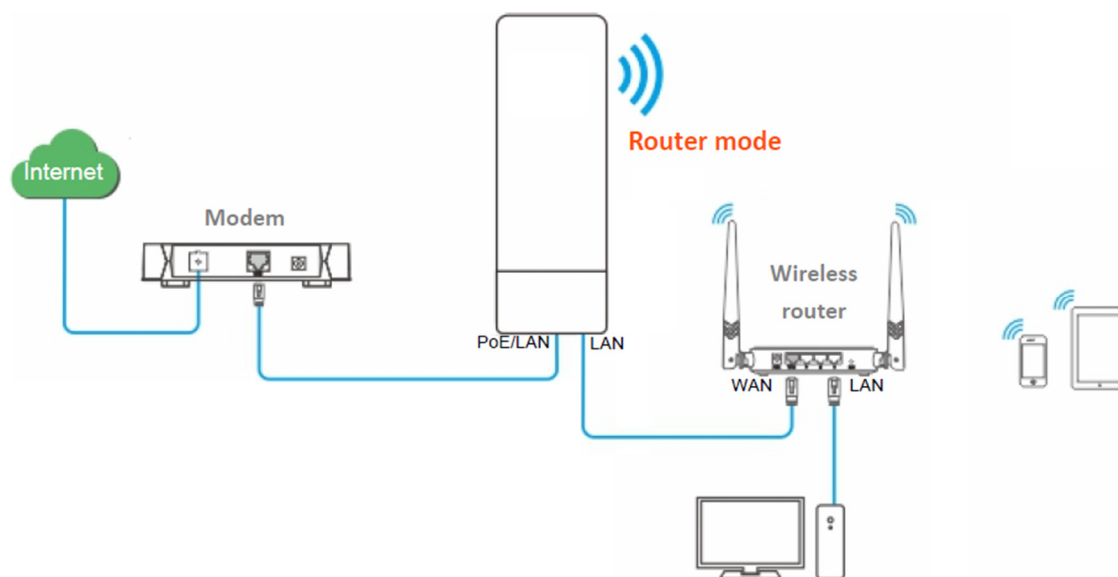 Router mode
Internet
Modem
Wireless
router
PoE/LAN
LAN
WAN
LAN